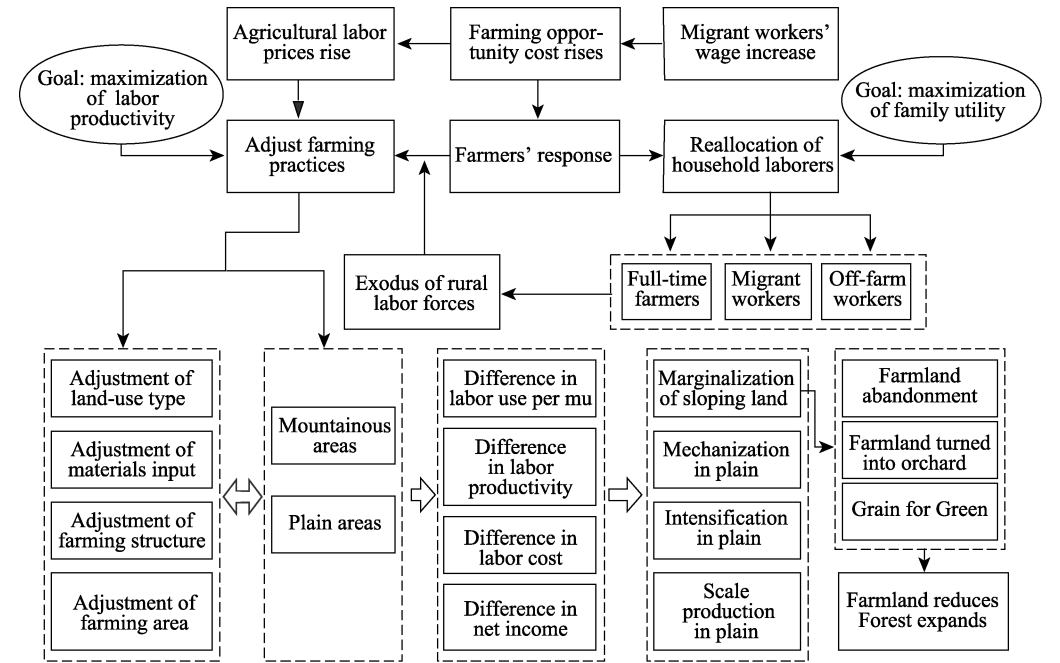 Agricultural labor
prices rise
Farming oppor-
tunity cost rises
Migrant workers’
wage increase
Goal: maximization
of labor
productivity
Goal: maximization
of family utility
Adjust farming
practices
Farmers’ response
Reallocation of
household laborers
Exodus of rural
labor forces
Full-time
farmers
Migrant
workers
Off-farm
workers
Adjustment of
land-use type
Adjustment of
materials input
Adjustment of
farming structure
Adjustment of
farming area
Mountainous
areas
Plain areas
Difference in
labor use per mu
Difference
in labor
productivity
Difference in
labor cost
Difference in
net income
Marginalization
of sloping land
Mechanization
in plain
Intensification
in plain
Scale
production
in plain
Farmland
abandonment
Farmland turned
into orchard
Grain for Green
Farmland reduces
Forest expands